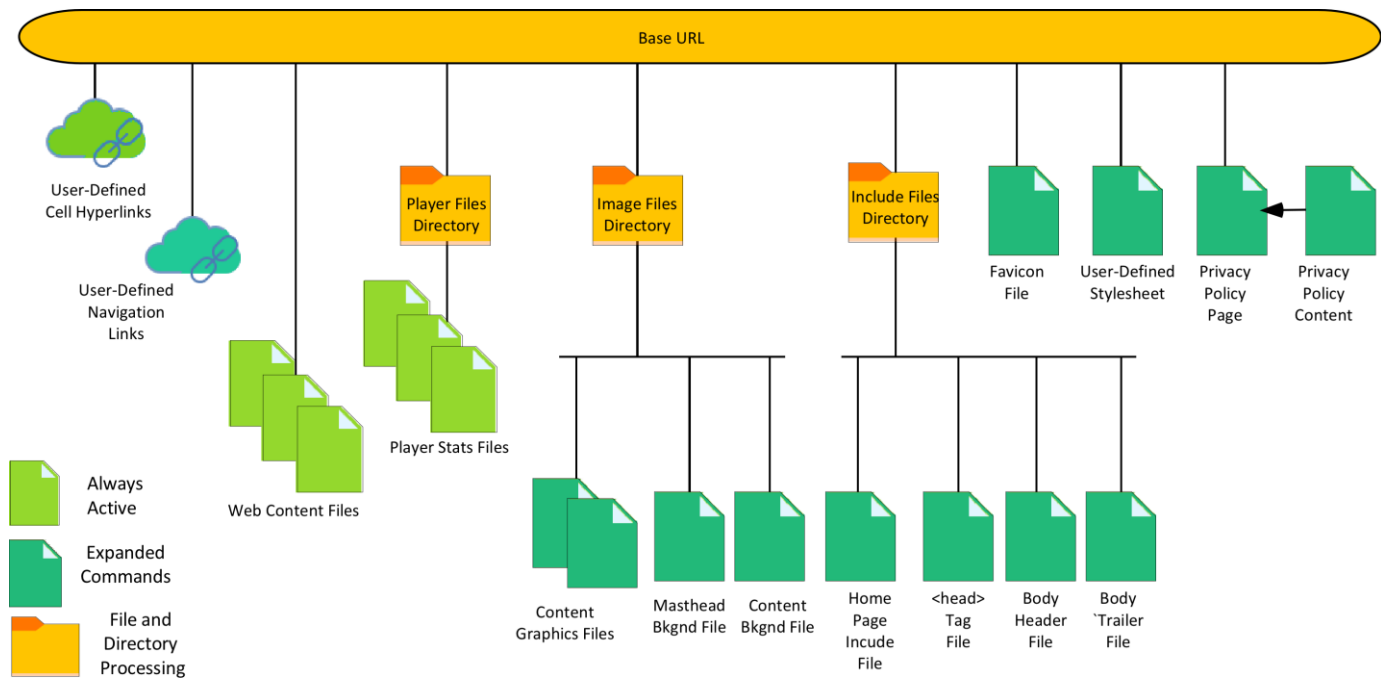 Base URL
User-Defined
Cell Hyperlinks
User-Defined
Navigation
Links
Player Files
Directory
Image Files
Directory
Include Files
Directory
Favicon
File
User-Defined
Stylesheet
Privacy
Policy
Page
Privacy
Policy
Content
Player Stats Files
Web Content Files
Always
Active
Expanded
Commands
File and
Directory
Processing
Content
Graphics Files
Masthead
Bkgnd File
Content
Bkgnd File
Home
Page
Incude
File
<head>
Tag
File
Body
Header
File
Body
`Trailer
File